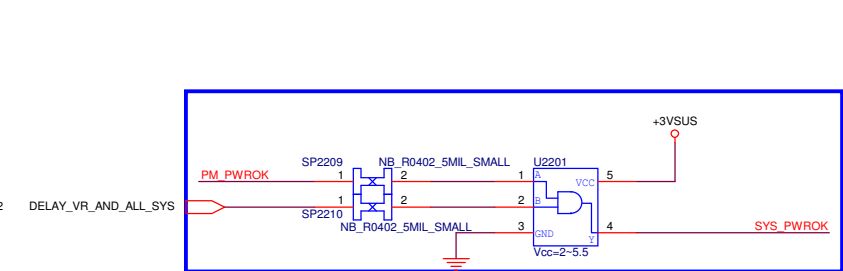 +3VSUS
SP2209 NB_R0402_5MIL_SMALL U2201
PM_PWROK 1 2 1 A VCC 5
2 DELAY_VR_AND_ALL_SYS 1 2 2 B
SP2210
NB_R0402_5MIL_SMALL 3 GND Y 4 SYS_PWROK
Vcc=2~5.5